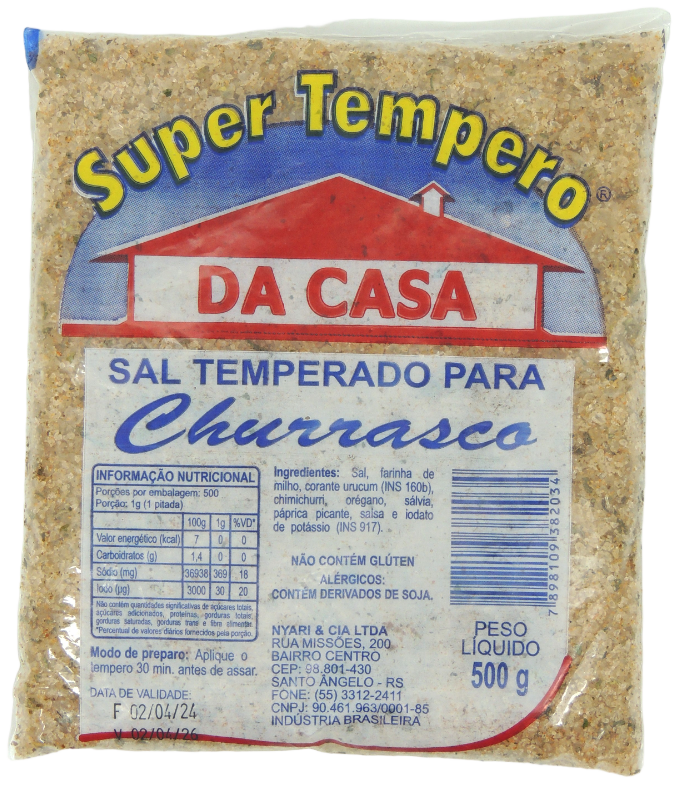 Super Tempero®
DA CASA
SAL TEMPERADO PARA
Churrasco
INFORMAÇÃO NUTRICIONAL
Porções por embalagem: 500
Porção: 1g (1 pitada)
100g 1g %VD*
Valor energético (kcal) 7 0 0
Carboidratos (g) 1,4 0 0
Sódio (mg) 36938 369 18
Iodo (µg) 3000 30 20
Não contém quantidades significativas de açúcares totais,
açúcares adicionados, proteínas, gorduras totais,
gorduras saturadas, gorduras trans e fibra alimentar.
*Percentual de valores diários fornecidos pela porção.
Modo de preparo: Aplique o
tempero 30 min. antes de assar.
DATA DE VALIDADE:
F 02/04/24
V 02/04/26
Ingredientes: Sal, farinha de
milho, corante urucum (INS 160b),
chimichurri, orégano, sálvia,
páprica picante, salsa e iodato
de potássio (INS 917).
NÃO CONTÉM GLÚTEN
ALÉRGICOS:
CONTÉM DERIVADOS DE SOJA.
NYARI & CIA LTDA
RUA MISSÕES, 200
BAIRRO CENTRO
CEP: 98.801-430
SANTO ÂNGELO - RS
FONE: (55) 3312-2411
CNPJ: 90.461.963/0001-85
INDÚSTRIA BRASILEIRA
7898109382034
PESO
LÍQUIDO
500 g